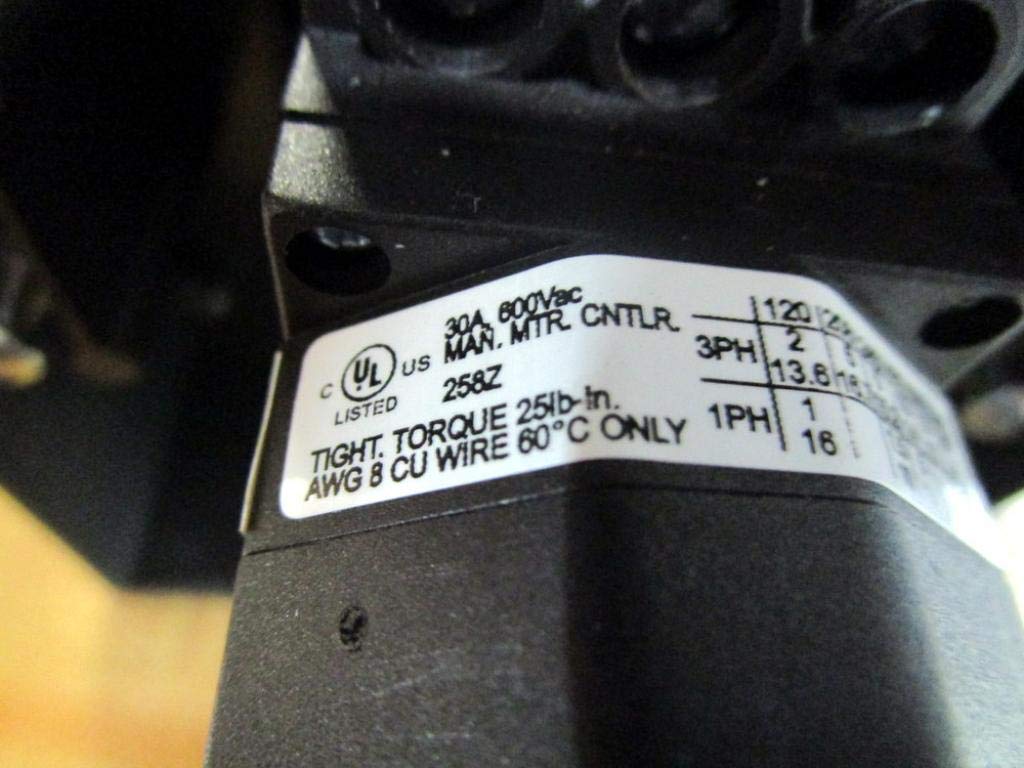 C UL US
LISTED
30A, 600Vac
MAN. MTR. CNTLR.
258Z
TIGHT. TORQUE 25lb-in.
AWG 8 CU WIRE 60°C ONLY
120
3PH 2
13.6
1PH 1
16